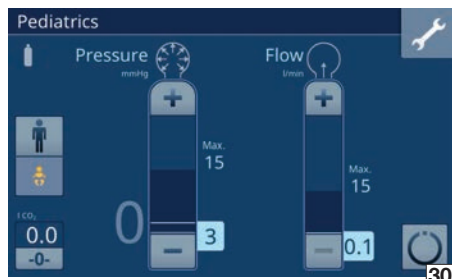 Pediatrics
Pressure
mmHg
Flow
l/min
Max.
15
Max.
15
0
3
0.1
l CO₂
0.0
-0-
30